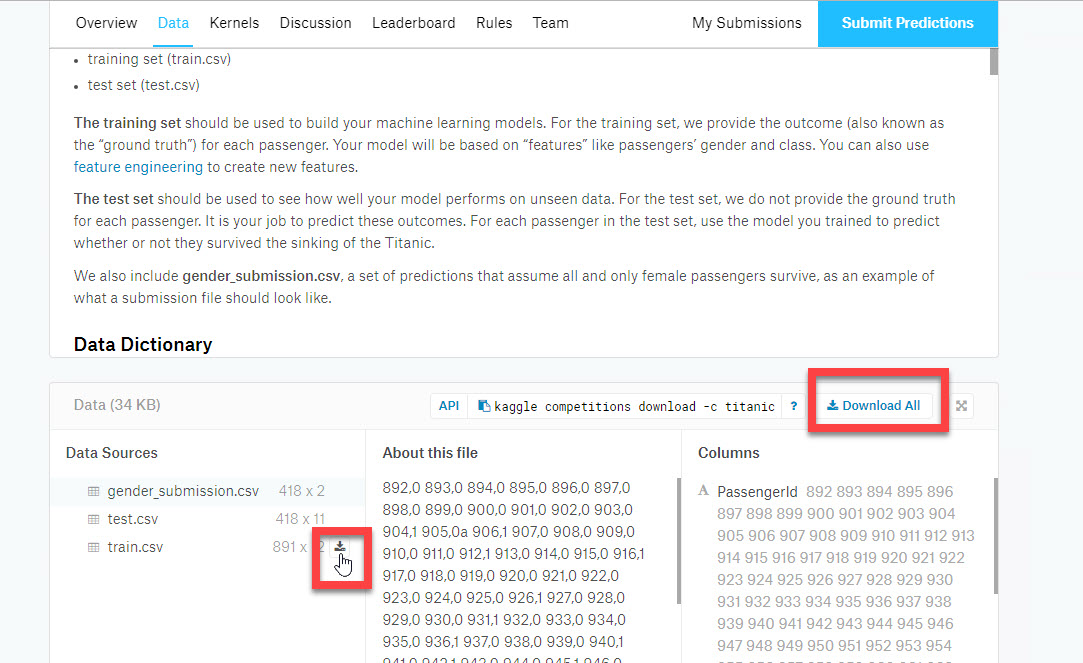 Overview Data Kernels Discussion Leaderboard Rules Team My Submissions Submit Predictions
• training set (train.csv)
• test set (test.csv)
The training set should be used to build your machine learning models. For the training set, we provide the outcome (also known as
the “ground truth”) for each passenger. Your model will be based on “features” like passengers’ gender and class. You can also use
feature engineering to create new features.
The test set should be used to see how well your model performs on unseen data. For the test set, we do not provide the ground truth
for each passenger. It is your job to predict these outcomes. For each passenger in the test set, use the model you trained to predict
whether or not they survived the sinking of the Titanic.
We also include gender_submission.csv, a set of predictions that assume all and only female passengers survive, as an example of
what a submission file should look like.
Data Dictionary
Data (34 KB) API kaggle competitions download -c titanic ? Download All
Data Sources
gender_submission.csv 418 x 2
test.csv 418 x 11
train.csv 891 x
About this file
892,0 893,0 894,0 895,0 896,0 897,0
898,0 899,0 900,0 901,0 902,0 903,0
904,1 905,0a 906,1 907,0 908,0 909,0
910,0 911,0 912,1 913,0 914,0 915,0 916,1
917,0 918,0 919,0 920,0 921,0 922,0
923,0 924,0 925,0 926,1 927,0 928,0
929,0 930,0 931,1 932,0 933,0 934,0
935,0 936,1 937,0 938,0 939,0 940,1
Columns
A PassengerId 892 893 894 895 896
897 898 899 900 901 902 903 904
905 906 907 908 909 910 911 912 913
914 915 916 917 918 919 920 921 922
923 924 925 926 927 928 929 930
931 932 933 934 935 936 937 938
939 940 941 942 943 944 945 946
947 948 949 950 951 952 953 954